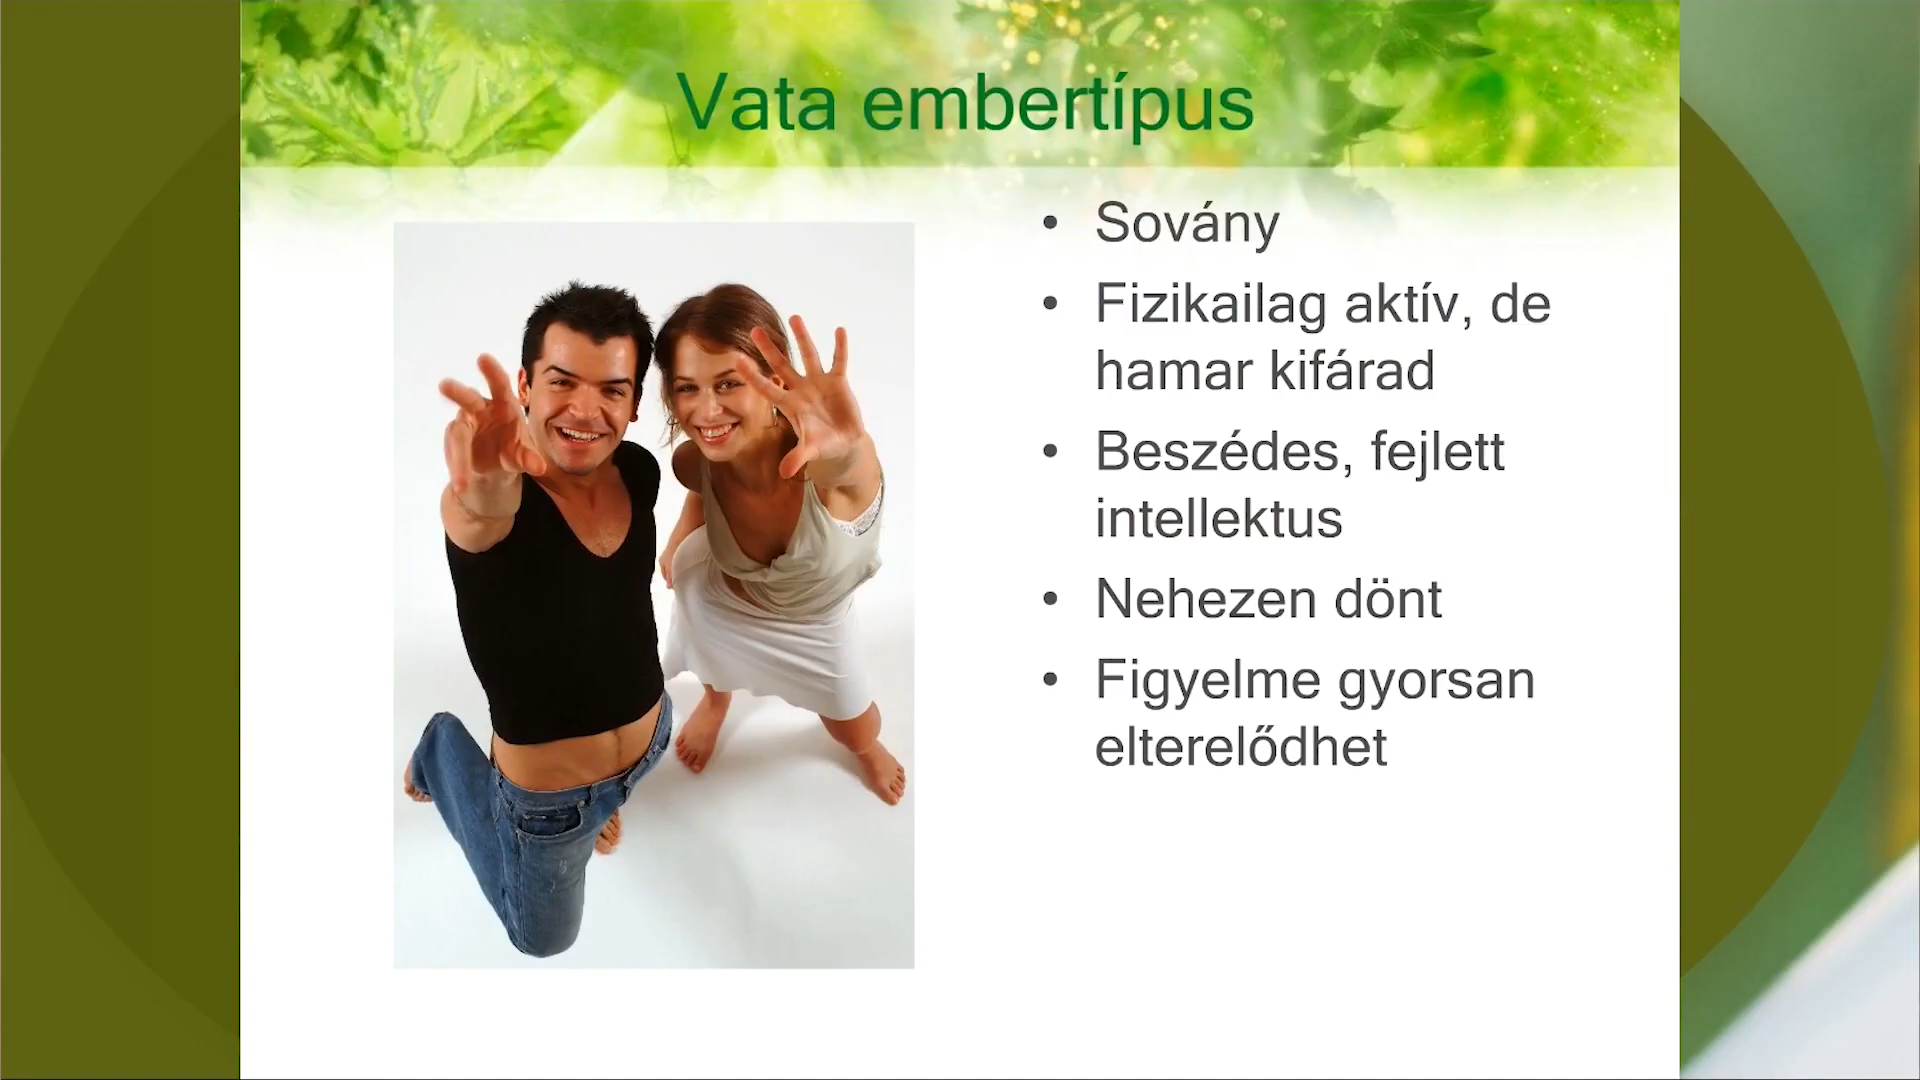 Vata embertípus
• Sovány
• Fizikailag aktív, de
hamar kifárad
• Beszédes, fejlett
intellektus
• Nehezen dönt
• Figyelme gyorsan
elterelődhet